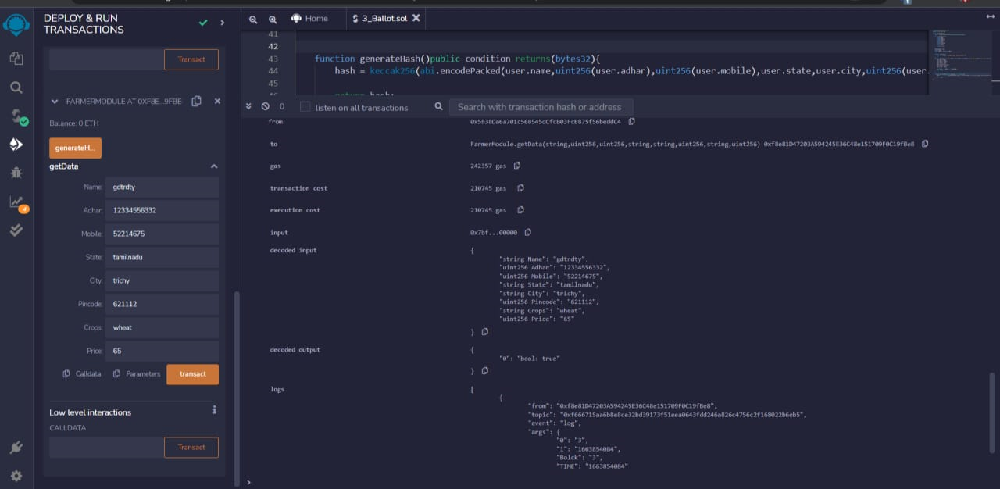 DEPLOY & RUN
TRANSACTIONS
Transact
FARMERMODULE AT 0XF8E...9FBE
Balance: 0 ETH
generateH...
getData
Name: gdtrdty
Adhar: 12334556332
Mobile: 52214675
State: tamilnadu
City: trichy
Pincode: 621112
Crops: wheat
Price: 65
Calldata Parameters transact
Low level interactions
CALLDATA
Transact
4
Home 3_Ballot.sol
41
42
43 function generateHash()public condition returns(bytes32){
44 hash = keccak256(abi.encodePacked(user.name,uint256(user.adhar),uint256(user.mobile),user.state,user.city,uint256(user.
45
0 listen on all transactions Search with transaction hash or address
from 0x5B38Da6a701c568545dCfcB03FcB875f56beddC4
to FarmerModule.getData(string,uint256,uint256,string,string,uint256,string,uint256) 0xf8e81D47203A594245E36C48e151709F0C19fBe8
gas 242357 gas
transaction cost 210745 gas
execution cost 210745 gas
input 0x7bf...00000
decoded input {
"string Name": "gdtrdty",
"uint256 Adhar": "12334556332",
"uint256 Mobile": "52214675",
"string State": "tamilnadu",
"string City": "trichy",
"uint256 Pincode": "621112",
"string Crops": "wheat",
"uint256 Price": "65"
}
decoded output {
"0": "bool: true"
}
logs [
{
"from": "0xf8e81D47203A594245E36C48e151709F0C19fBe8",
"topic": "0xf666715aa6b8e8ce32bd39173f51eea0643fdd246a826c4756c2f168022b6eb5",
"event": "log",
"args": {
"0": "3",
"1": "1663854084",
"Bolck": "3",
"TIME": "1663854084"
>